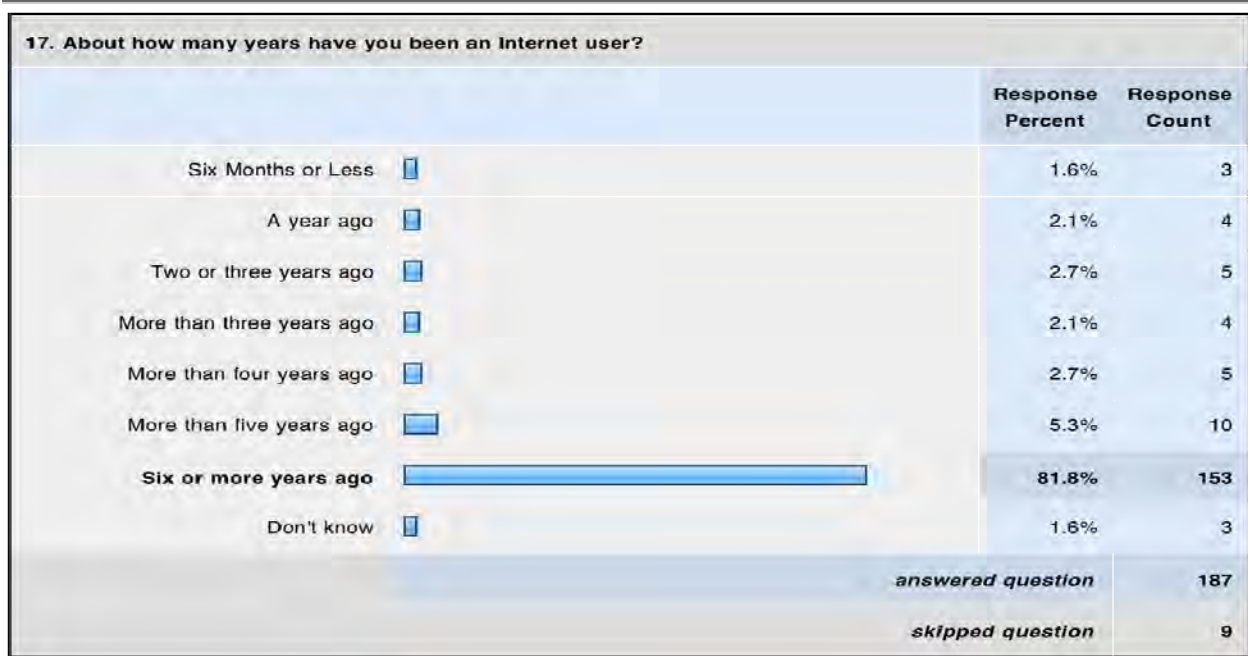 17. About how many years have you been an Internet user?
Response Percent Response Count
Six Months or Less 1.6% 3
A year ago 2.1% 4
Two or three years ago 2.7% 5
More than three years ago 2.1% 4
More than four years ago 2.7% 5
More than five years ago 5.3% 10
Six or more years ago 81.8% 153
Don't know 1.6% 3
answered question 187
skipped question 9